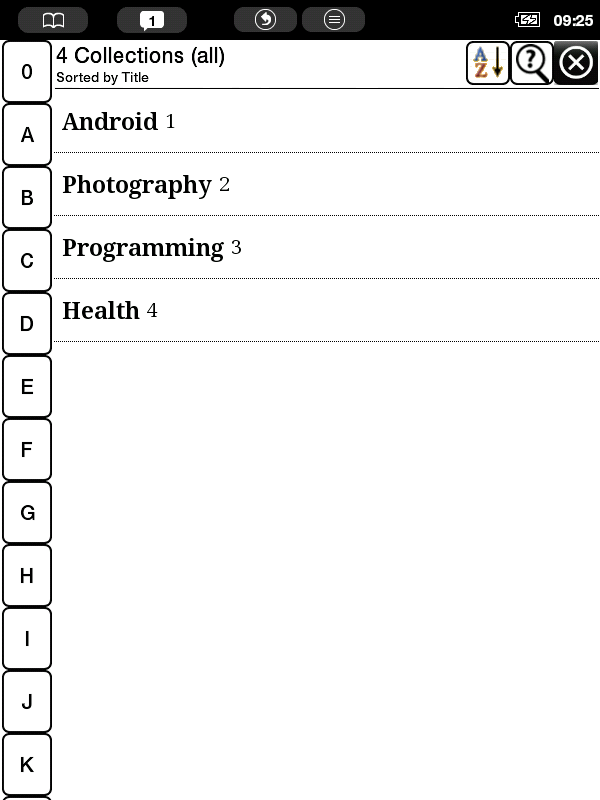 1
09:25
4 Collections (all)
Sorted by Title
A
Z
?
0
A
B
C
D
E
F
G
H
I
J
K
Android 1
Photography 2
Programming 3
Health 4